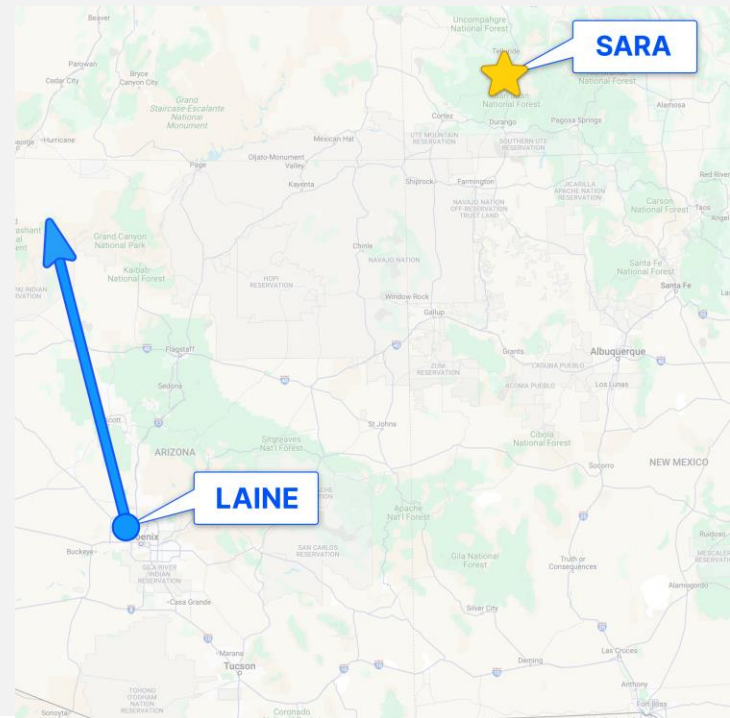 Beaver
Uncompahgre
National Forest
Telluride
SARA
Parowan
Cedar City
Bryce
Canyon City
National Forest
Alamosa
Grand
Staircase-Escalante
National
Monument
National Forest
Cortez
Durango
Pagosa Springs
Hurricane
Mexican Hat
UTE MOUNTAIN
RESERVATION
SOUTHERN UTE
RESERVATION
Page
Oljato-Monument
Valley
Kayenta
Shiprock
Farmington
JICARILLA
APACHE NATION
RESERVATION
Red River
NAVAJO NATION
OFF-RESERVATION
TRUST LAND
Carson
National Forest
Taos
Angel
Grand Canyon
National Park
Chinle
NAVAJO NATION
Kaibab
National Forest
HOPI
RESERVATION
Santa Fe
National Forest
Santa Fe
Window Rock
Gallup
Flagstaff
Grants
Albuquerque
ZUNI
RESERVATION
LAGUNA PUEBLO
ACOMA PUEBLO
Los Lunas
Sedona
St Johns
ARIZONA
Sitgreaves
Nat'l Forest
Cibola
National Forest
Socorro
NEW MEXICO
LAINE
Apache
Nat'l Forest
Buckeye
SAN CARLOS
RESERVATION
Gila National
Forest
Truth or
Consequences
Ruidoso
GILA RIVER
INDIAN
RESERVATION
Alamogordo
Casa Grande
Silver City
Marana
Tucson
Deming
Las Cruces
Anthony
TOHONO
O'ODHAM
NATION
RESERVATION
Sonoyta
Coronado
Fort Bliss